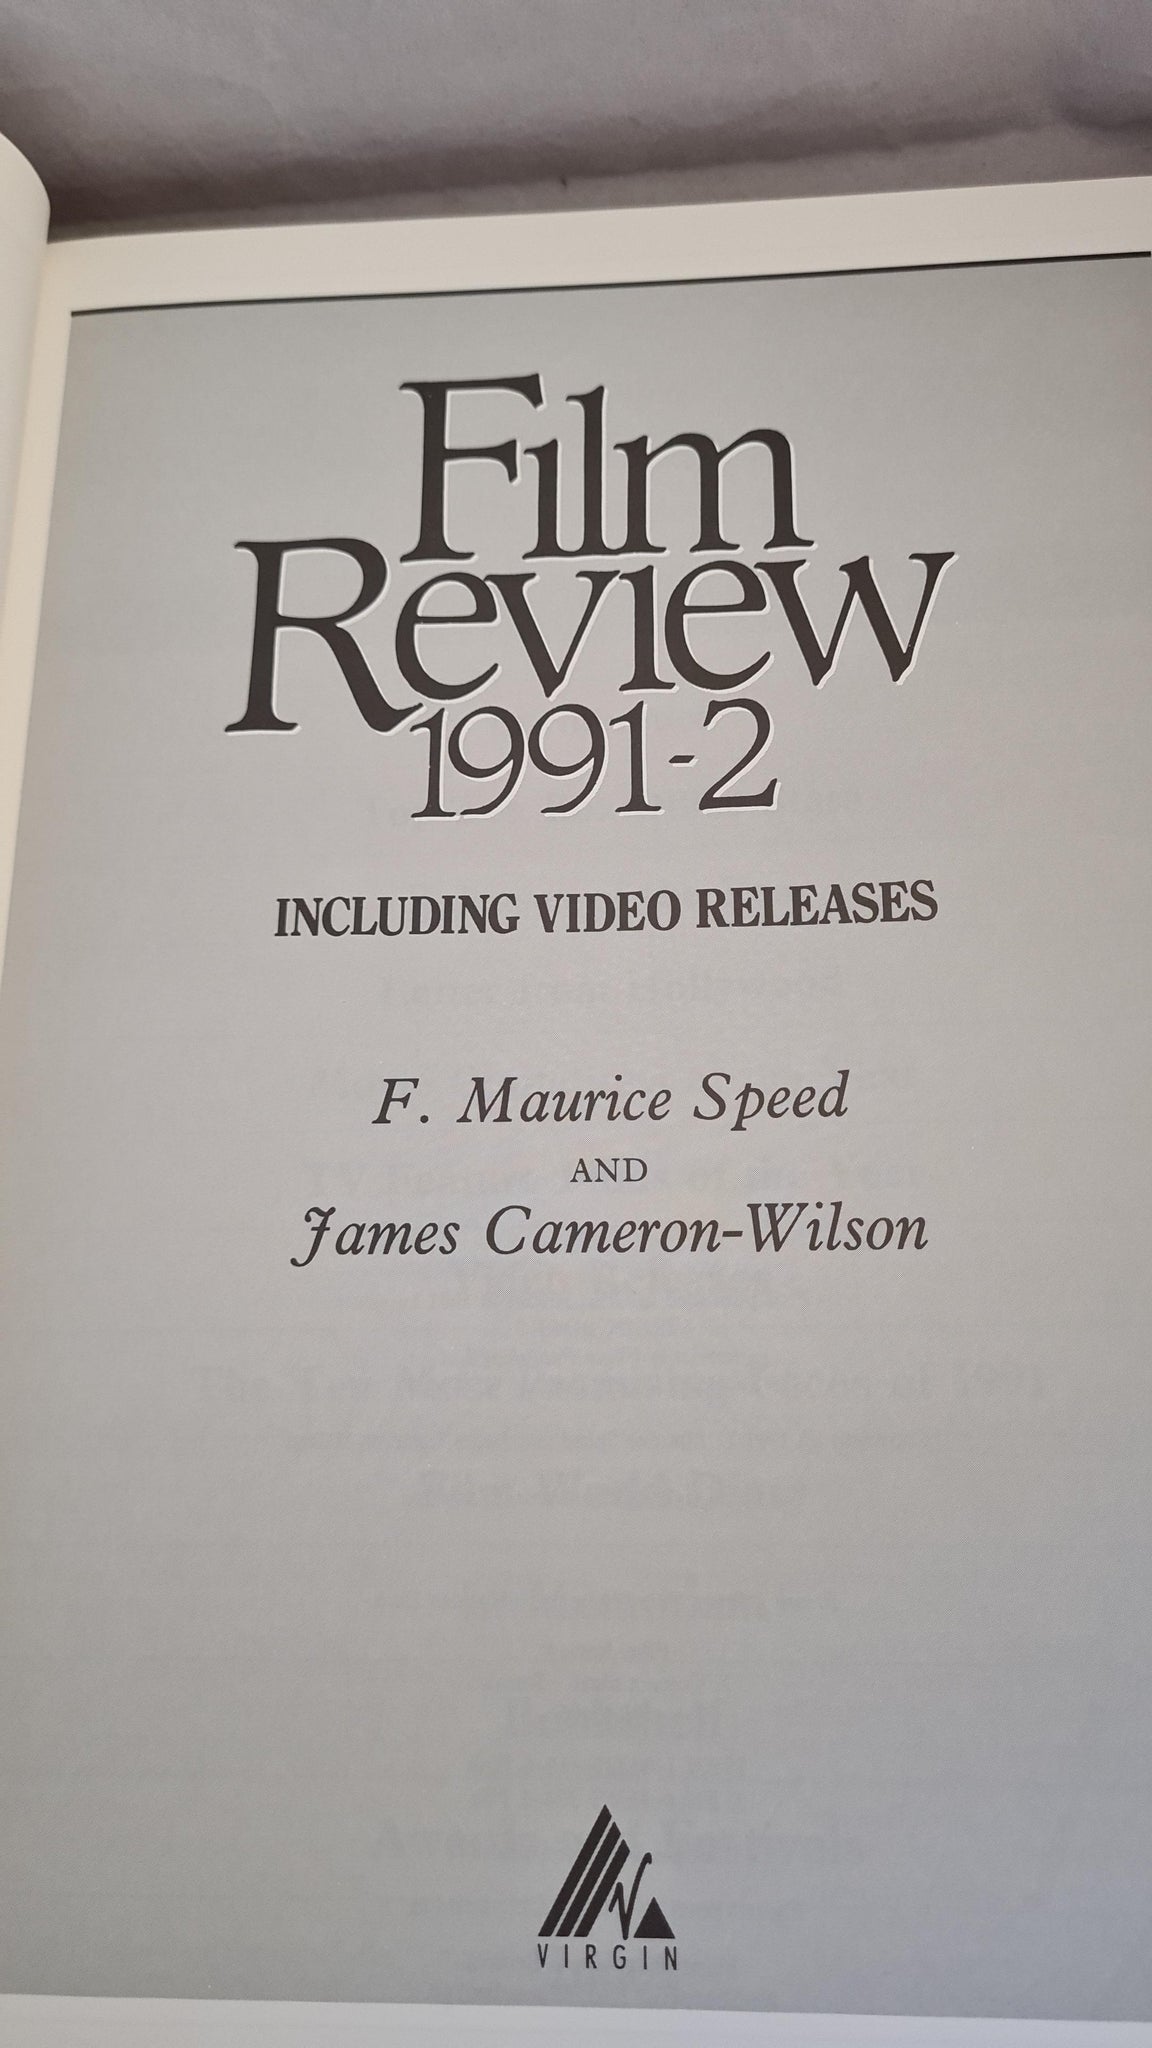 Film
Review
1991-2
INCLUDING VIDEO RELEASES
F. Maurice Speed
AND
James Cameron-Wilson
VIRGIN